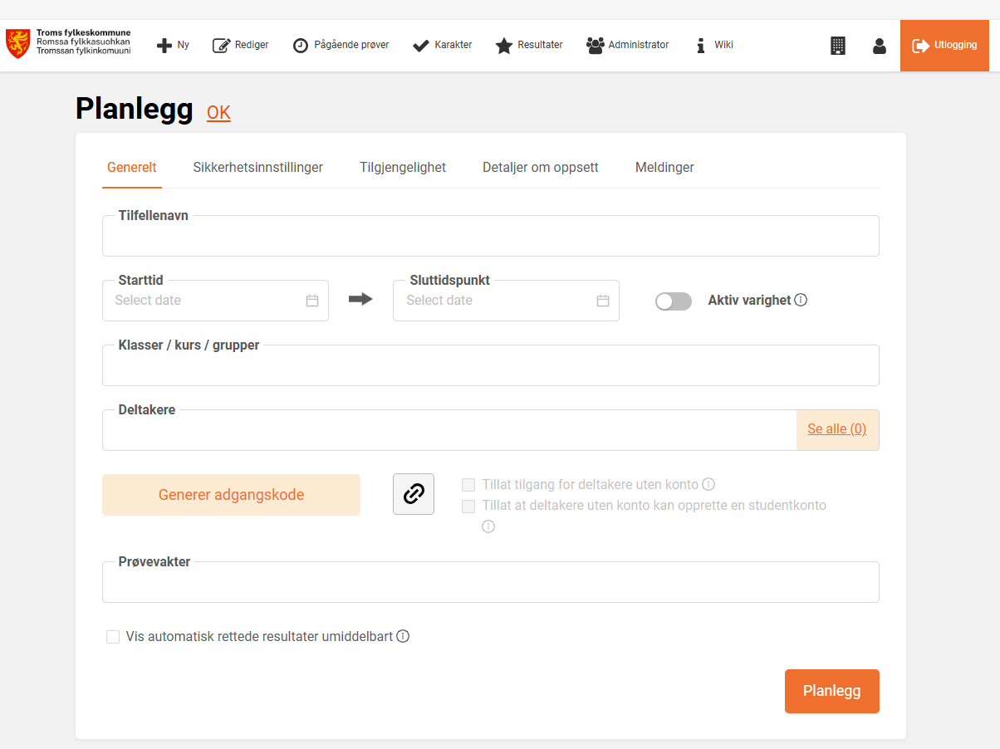 Troms fylkeskommune
Romssa fylkkasuohkan
Tromssan fylkinkomuuni
Ny
Rediger
Pågående prøver
Karakter
Resultater
Administrator
Wiki
Utlogging
Planlegg OK
Generelt
Sikkerhetsinnstillinger
Tilgjengelighet
Detaljer om oppsett
Meldinger
Tilfellenavn
Starttid
Select date
Sluttidspunkt
Select date
Aktiv varighet
Klasser / kurs / grupper
Deltakere
Se alle (0)
Generer adgangskode
Tillat tilgang for deltakere uten konto
Tillat at deltakere uten konto kan opprette en studentkonto
Prøvevakter
Vis automatisk rettede resultater umiddelbart
Planlegg